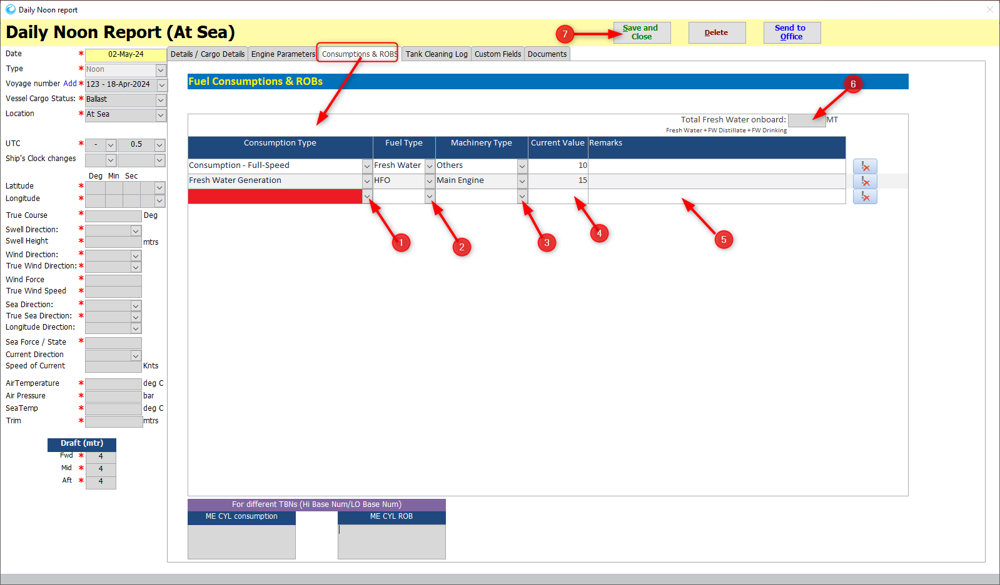 Daily Noon report
Daily Noon Report (At Sea)
7
Save and Close
Delete
Send to Office
Details / Cargo Details Engine Parameters Consumptions & ROBS Tank Cleaning Log Custom Fields Documents
Date * 02-May-24
Type * Noon
Voyage number Add * 123 - 18-Apr-2024
Vessel Cargo Status: * Ballast
Location * At Sea
UTC * - 0.5
Ship's Clock changes
Deg Min Sec
Latitude *
Longitude *
True Course * Deg
Swell Direction: *
Swell Height * mtrs
Wind Direction: *
True Wind Direction: *
Wind Force *
True Wind Speed *
Sea Direction: *
True Sea Direction: *
Longitude Direction:
Sea Force / State *
Current Direction
Speed of Current Knts
AirTemperature * deg C
Air Pressure * bar
SeaTemp * deg C
Trim * mtrs
Draft (mtr)
Fwd * 4
Mid * 4
Aft * 4
Fuel Consumptions & ROBs
6
Total Fresh Water onboard: MT
Fresh Water + FW Distillate + FW Drinking
Consumption Type Fuel Type Machinery Type Current Value Remarks
Consumption - Full-Speed Fresh Water Others 10
Fresh Water Generation HFO Main Engine 15
1 2 3 4 5
For different TBNs (Hi Base Num/LO Base Num)
ME CYL consumption ME CYL ROB